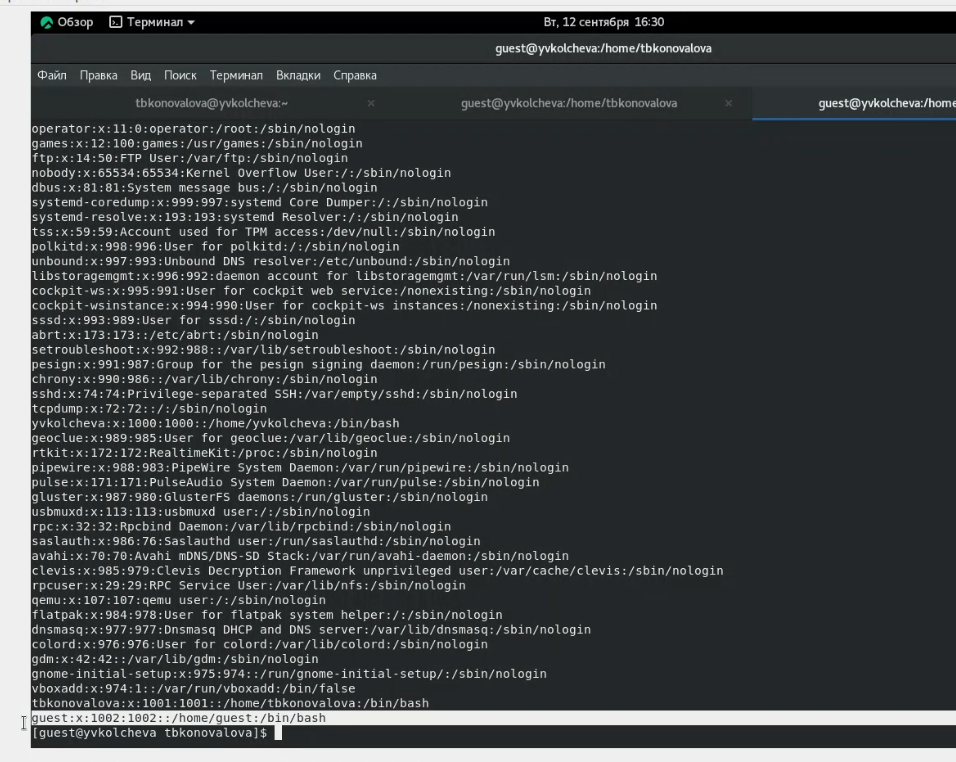 Обзор Терминал Вт, 12 сентября 16:30
guest@yvkolcheva:/home/tbkonovalova
Файл Правка Вид Поиск Терминал Вкладки Справка
tbkonovalova@yvkolcheva:~ × guest@yvkolcheva:/home/tbkonovalova × guest@yvkolcheva:/home
operator:x:11:0:operator:/root:/sbin/nologin
games:x:12:100:games:/usr/games:/sbin/nologin
ftp:x:14:50:FTP User:/var/ftp:/sbin/nologin
nobody:x:65534:65534:Kernel Overflow User:/:/sbin/nologin
dbus:x:81:81:System message bus:/:/sbin/nologin
systemd-coredump:x:999:997:systemd Core Dumper:/:/sbin/nologin
systemd-resolve:x:193:193:systemd Resolver:/:/sbin/nologin
tss:x:59:59:Account used for TPM access:/dev/null:/sbin/nologin
polkitd:x:998:996:User for polkitd:/:/sbin/nologin
unbound:x:997:993:Unbound DNS resolver:/etc/unbound:/sbin/nologin
libstoragemgmt:x:996:992:daemon account for libstoragemgmt:/var/run/lsm:/sbin/nologin
cockpit-ws:x:995:991:User for cockpit web service:/nonexisting:/sbin/nologin
cockpit-wsinstance:x:994:990:User for cockpit-ws instances:/nonexisting:/sbin/nologin
sssd:x:993:989:User for sssd:/:/sbin/nologin
abrt:x:173:173::/etc/abrt:/sbin/nologin
setroubleshoot:x:992:988::/var/lib/setroubleshoot:/sbin/nologin
pesign:x:991:987:Group for the pesign signing daemon:/run/pesign:/sbin/nologin
chrony:x:990:986::/var/lib/chrony:/sbin/nologin
sshd:x:74:74:Privilege-separated SSH:/var/empty/sshd:/sbin/nologin
tcpdump:x:72:72::/:/sbin/nologin
yvkolcheva:x:1000:1000::/home/yvkolcheva:/bin/bash
geoclue:x:989:985:User for geoclue:/var/lib/geoclue:/sbin/nologin
rtkit:x:172:172:RealtimeKit:/proc:/sbin/nologin
pipewire:x:988:983:PipeWire System Daemon:/var/run/pipewire:/sbin/nologin
pulse:x:171:171:PulseAudio System Daemon:/var/run/pulse:/sbin/nologin
gluster:x:987:980:GlusterFS daemons:/run/gluster:/sbin/nologin
usbmuxd:x:113:113:usbmuxd user:/:/sbin/nologin
rpc:x:32:32:Rpcbind Daemon:/var/lib/rpcbind:/sbin/nologin
saslauth:x:986:76:Saslauthd user:/run/saslauthd:/sbin/nologin
avahi:x:70:70:Avahi mDNS/DNS-SD Stack:/var/run/avahi-daemon:/sbin/nologin
clevis:x:985:979:Clevis Decryption Framework unprivileged user:/var/cache/clevis:/sbin/nologin
rpcuser:x:29:29:RPC Service User:/var/lib/nfs:/sbin/nologin
qemu:x:107:107:qemu user:/:/sbin/nologin
flatpak:x:984:978:User for flatpak system helper:/:/sbin/nologin
dnsmasq:x:977:977:Dnsmasq DHCP and DNS server:/var/lib/dnsmasq:/sbin/nologin
colord:x:976:976:User for colord:/var/lib/colord:/sbin/nologin
gdm:x:42:42::/var/lib/gdm:/sbin/nologin
gnome-initial-setup:x:975:974::/run/gnome-initial-setup/:/sbin/nologin
vboxadd:x:974:1::/var/run/vboxadd:/bin/false
tbkonovalova:x:1001:1001::/home/tbkonovalova:/bin/bash
guest:x:1002:1002::/home/guest:/bin/bash
[guest@yvkolcheva tbkonovalova]$